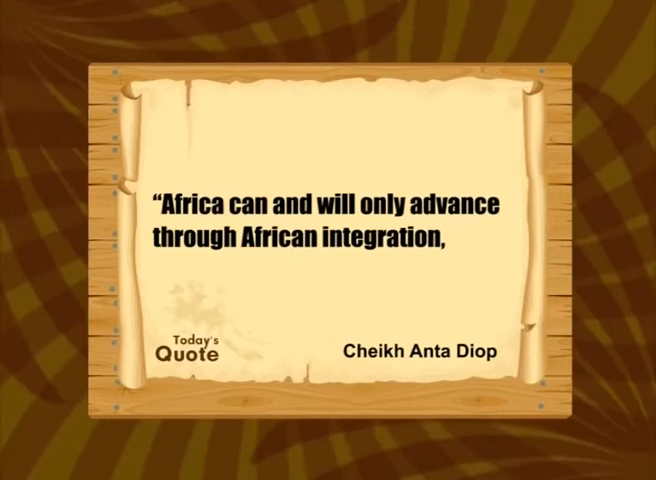 “Africa can and will only advance
through African integration,
Today's
Quote
Cheikh Anta Diop